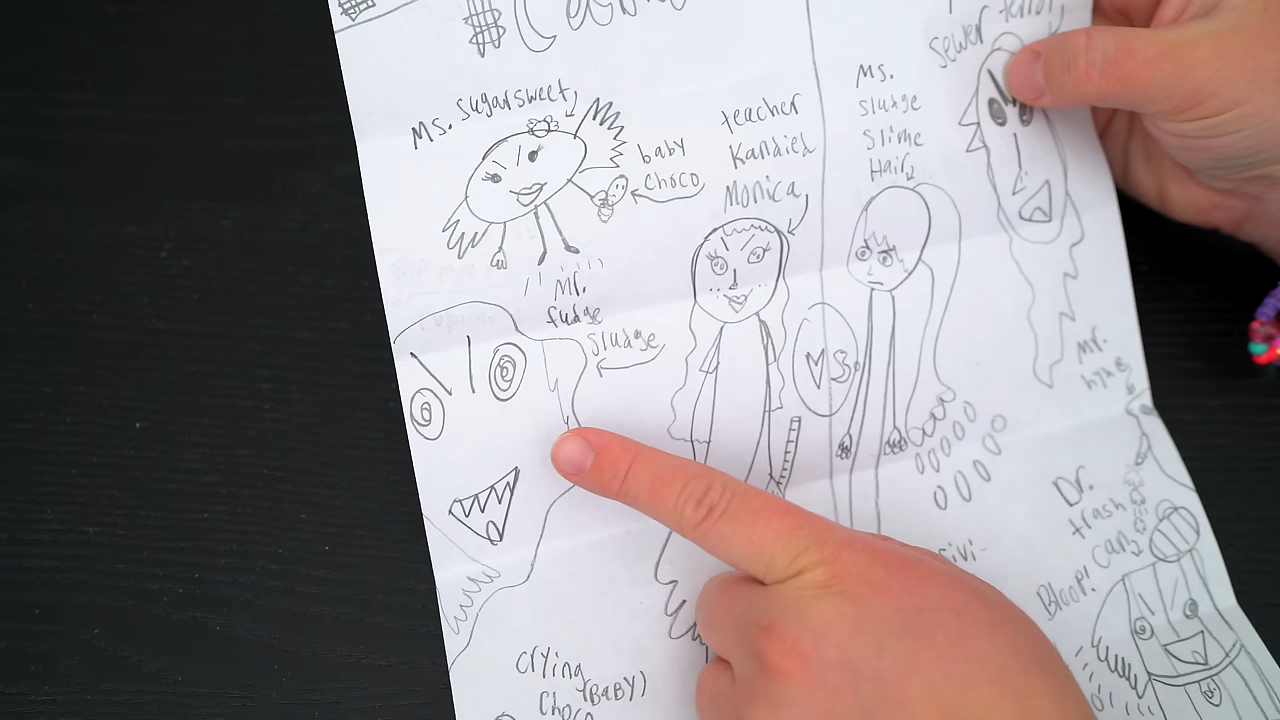 Ms. Sugarsweet
baby
choco
teacher
Kandied
Monica
Mr.
fudge
sludge
VS.
Ms.
sludge
slime
Hair
sewer terror
Mr.
Dr.
trash
can
Bloop!
crying
choco (BABY)